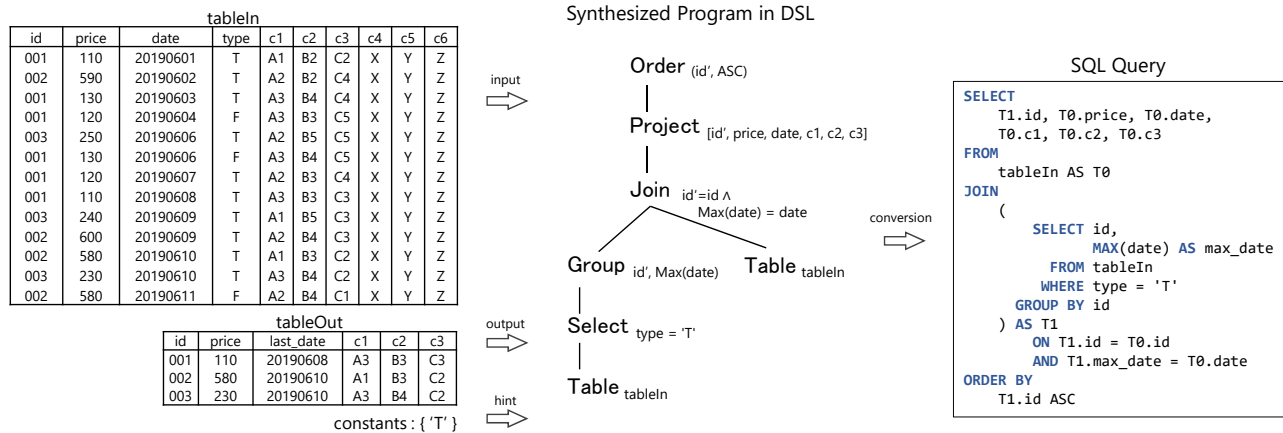 tableIn
id price date type c1 c2 c3 c4 c5 c6
001 110 20190601 T A1 B2 C2 X Y Z
002 590 20190602 T A2 B2 C4 X Y Z
001 130 20190603 T A3 B4 C4 X Y Z
001 120 20190604 F A3 B3 C5 X Y Z
003 250 20190606 T A2 B5 C5 X Y Z
001 130 20190606 F A3 B4 C5 X Y Z
001 120 20190607 T A2 B3 C4 X Y Z
001 110 20190608 T A3 B3 C3 X Y Z
003 240 20190609 T A1 B5 C3 X Y Z
002 600 20190609 T A2 B4 C3 X Y Z
002 580 20190610 T A1 B3 C2 X Y Z
003 230 20190610 T A3 B4 C2 X Y Z
002 580 20190611 F A2 B4 C1 X Y Z
tableOut
id price last_date c1 c2 c3
001 110 20190608 A3 B3 C3
002 580 20190610 A1 B3 C2
003 230 20190610 A3 B4 C2
constants : { 'T' }
input
output
hint
Synthesized Program in DSL
Order (id', ASC)
Project [id', price, date, c1, c2, c3]
Join id'=id ∧
Max(date) = date
Group id', Max(date) Table tableIn
Select type = 'T'
Table tableIn
conversion
SQL Query
SELECT
T1.id, T0.price, T0.date,
T0.c1, T0.c2, T0.c3
FROM
tableIn AS T0
JOIN
(
SELECT id,
MAX(date) AS max_date
FROM tableIn
WHERE type = 'T'
GROUP BY id
) AS T1
ON T1.id = T0.id
AND T1.max_date = T0.date
ORDER BY
T1.id ASC